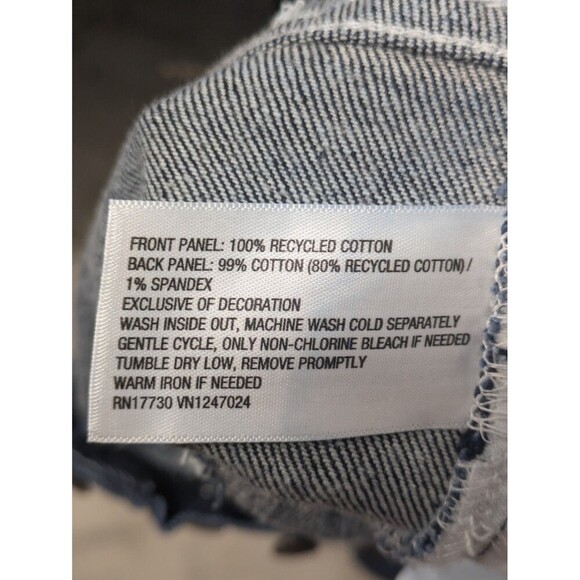 FRONT PANEL: 100% RECYCLED COTTON
BACK PANEL: 99% COTTON (80% RECYCLED COTTON) /
1% SPANDEX
EXCLUSIVE OF DECORATION
WASH INSIDE OUT, MACHINE WASH COLD SEPARATELY
GENTLE CYCLE, ONLY NON-CHLORINE BLEACH IF NEEDED
TUMBLE DRY LOW, REMOVE PROMPTLY
WARM IRON IF NEEDED
RN17730 VN1247024